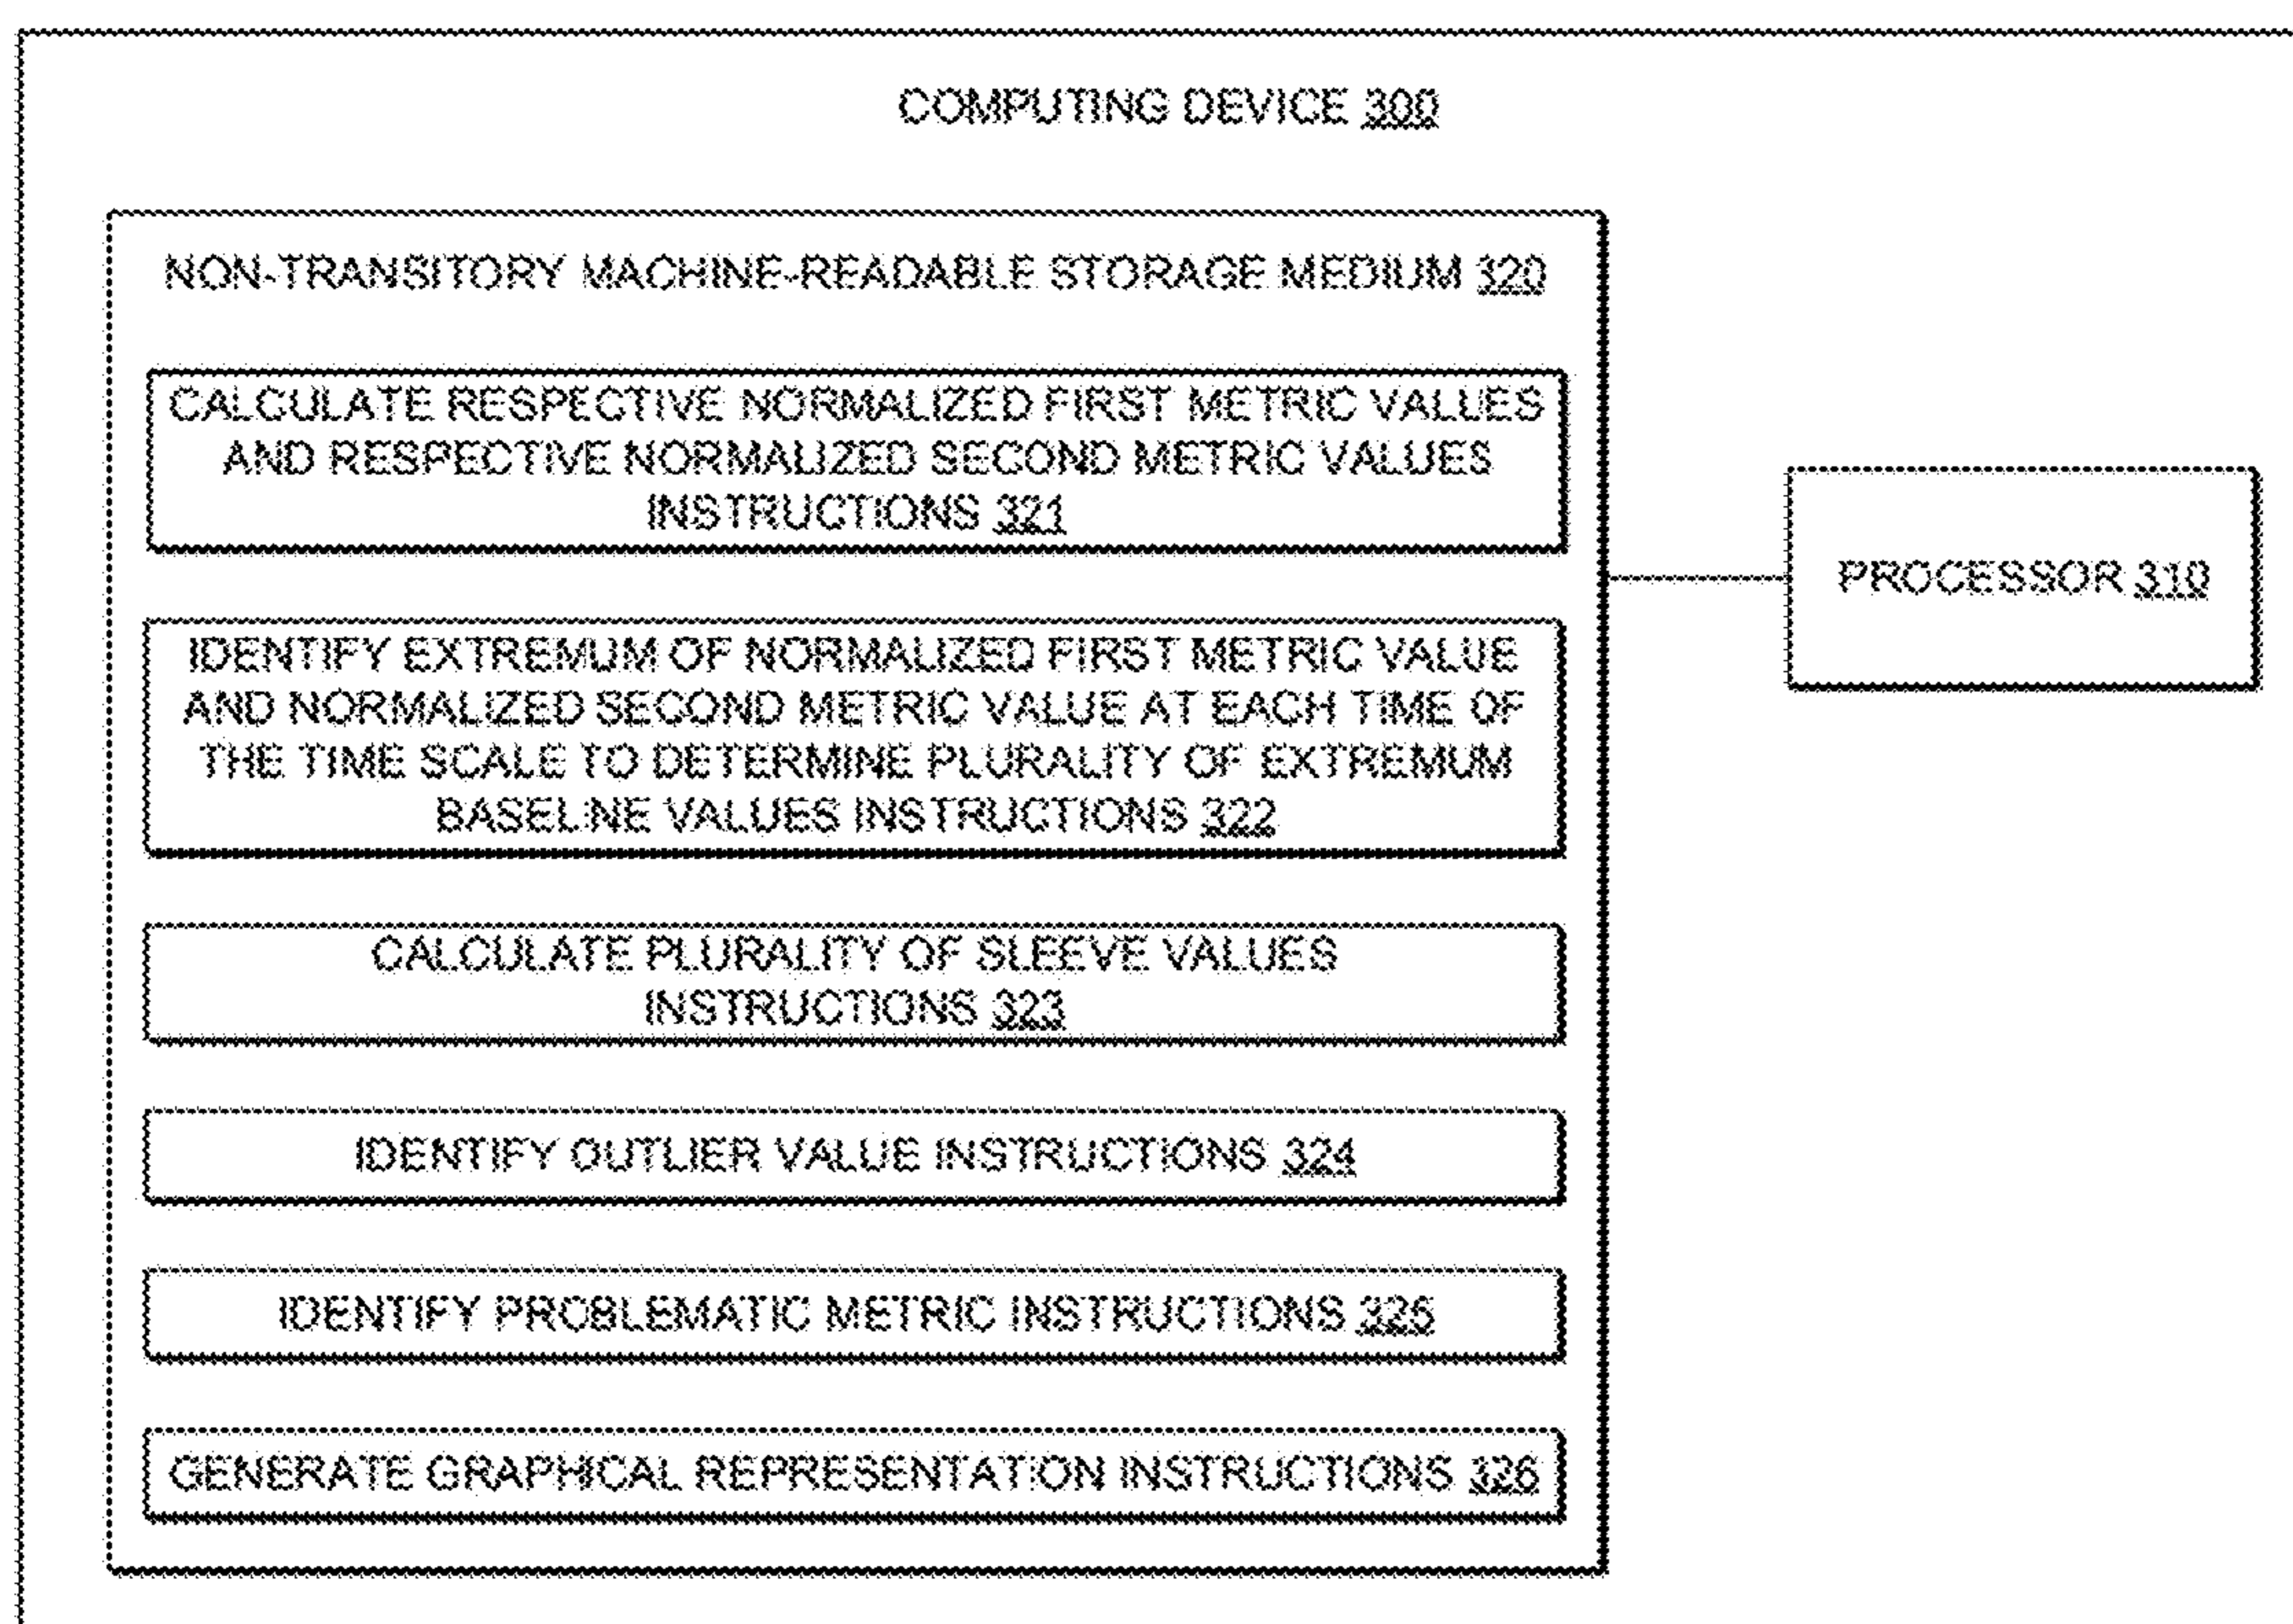 COMPUTING DEVICE 300
NON-TRANSITORY MACHINE-READABLE STORAGE MEDIUM 320
CALCULATE RESPECTIVE NORMALIZED FIRST METRIC VALUES
AND RESPECTIVE NORMALIZED SECOND METRIC VALUES
INSTRUCTIONS 321
IDENTIFY EXTREMUM OF NORMALIZED FIRST METRIC VALUE
AND NORMALIZED SECOND METRIC VALUE AT EACH TIME OF
THE TIME SCALE TO DETERMINE PLURALITY OF EXTREMUM
BASELINE VALUES INSTRUCTIONS 322
PROCESSOR 310
CALCULATE PLURALITY OF SLEEVE VALUES
INSTRUCTIONS 323
IDENTIFY OUTLIER VALUE INSTRUCTIONS 324
IDENTIFY PROBLEMATIC METRIC INSTRUCTIONS 325
GENERATE GRAPHICAL REPRESENTATION INSTRUCTIONS 326